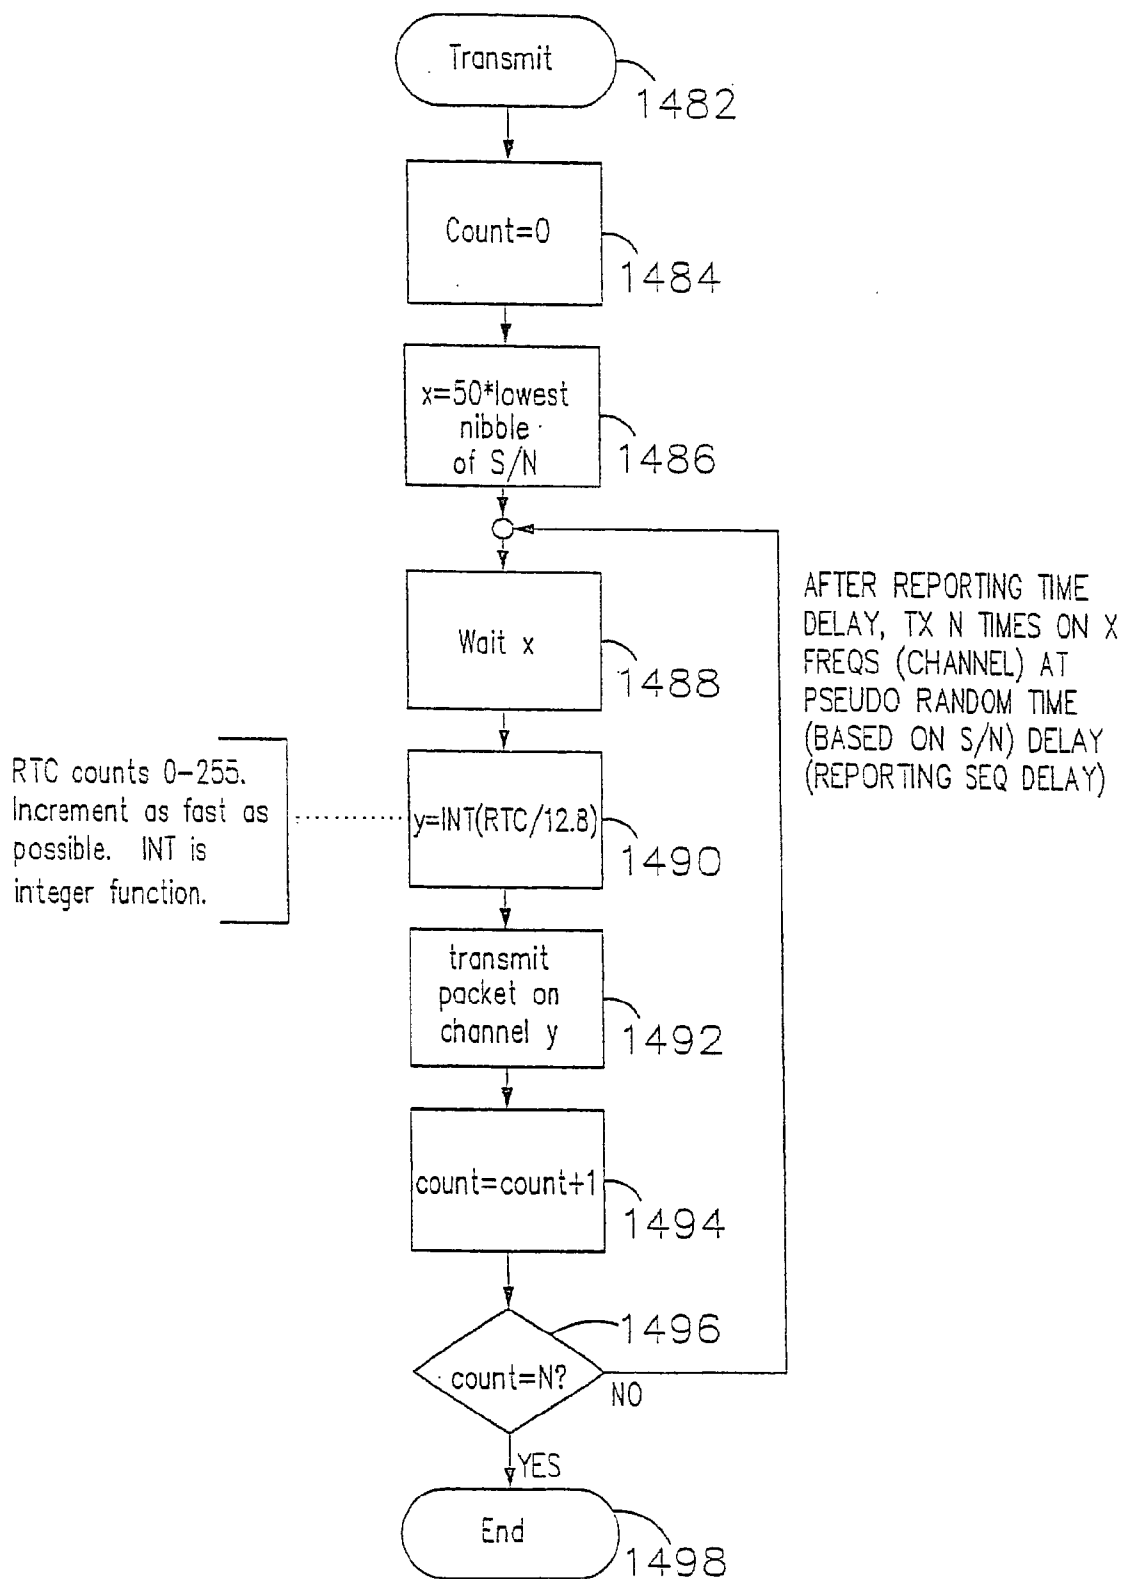 Transmit
1482
Count=0
1484
x=50*lowest
nibble
of S/N
1486
Wait x
1488
AFTER REPORTING TIME
DELAY, TX N TIMES ON X
FREQS (CHANNEL) AT
PSEUDO RANDOM TIME
(BASED ON S/N) DELAY
(REPORTING SEQ DELAY)
RTC counts 0-255.
Increment as fast as
possible. INT is
integer function.
y=INT(RTC/12.8)
1490
transmit
packet on
channel y
1492
count=count+1
1494
1496
count=N?
NO
YES
End
1498